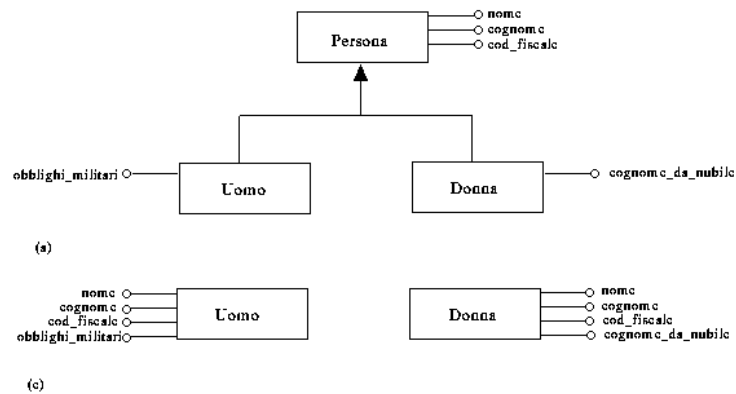 nome
cognome
cod_fiscale
Persona
obblighi_militari
Uomo
Donna
cognome_da_nubile
(a)
nome
cognome
cod_fiscale
obblighi_militari
Uomo
Donna
nome
cognome
cod_fiscale
cognome_da_nubile
(c)